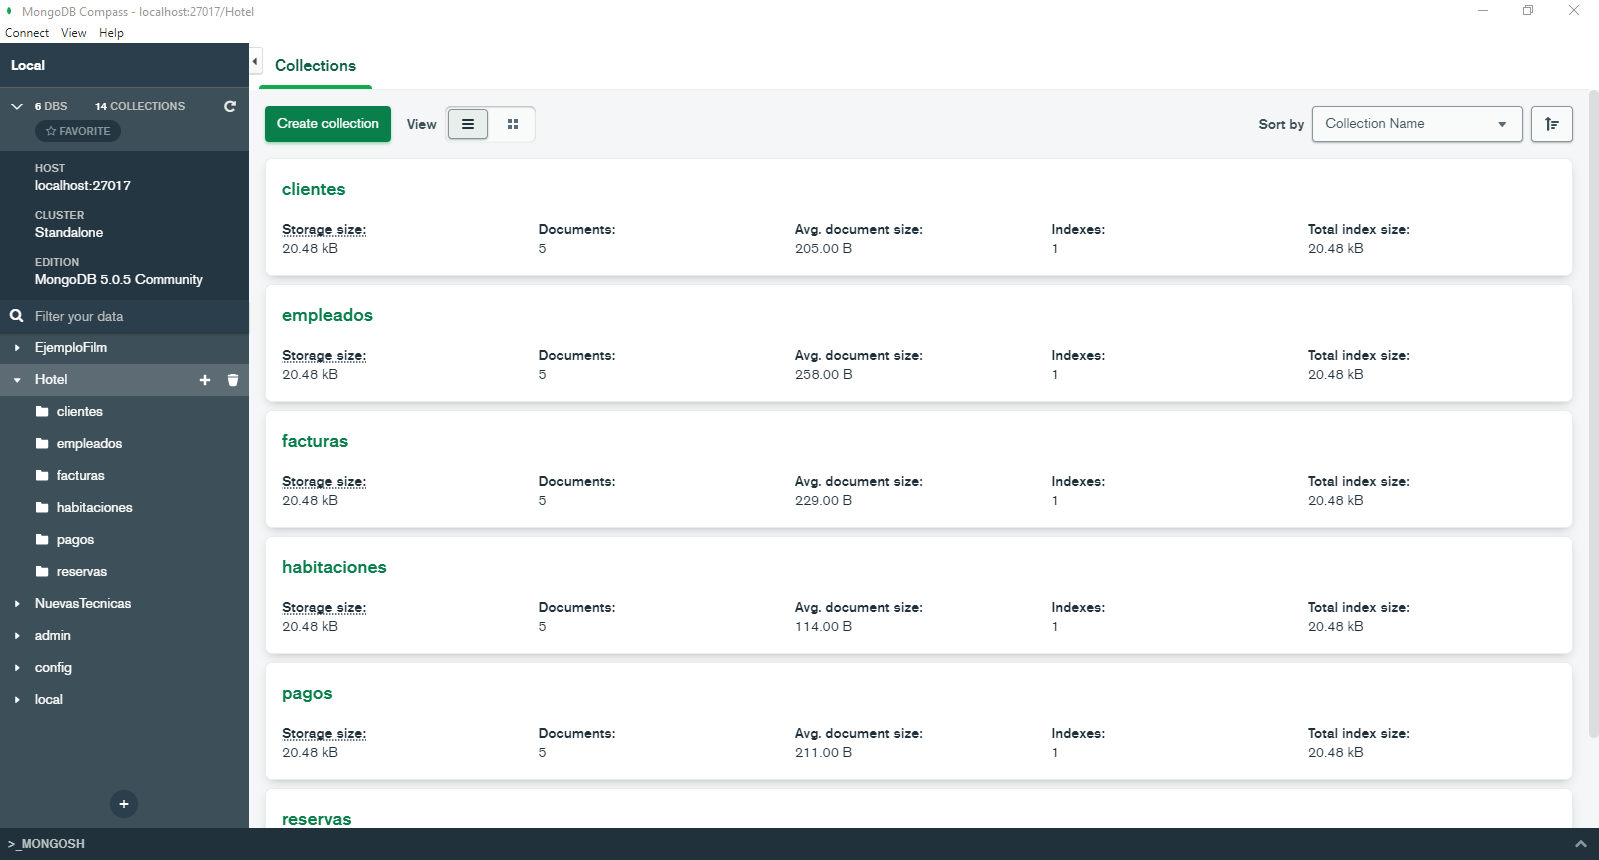 MongoDB Compass - localhost:27017/Hotel
Connect View Help
Local
6 DBS 14 COLLECTIONS
FAVORITE
HOST
localhost:27017
CLUSTER
Standalone
EDITION
MongoDB 5.0.5 Community
Filter your data
EjemploFilm
Hotel
clientes
empleados
facturas
habitaciones
pagos
reservas
NuevasTecnicas
admin
config
local
Collections
Create collection View Sort by Collection Name
clientes
Storage size: Documents: Avg. document size: Indexes: Total index size:
20.48 kB 5 205.00 B 1 20.48 kB
empleados
Storage size: Documents: Avg. document size: Indexes: Total index size:
20.48 kB 5 258.00 B 1 20.48 kB
facturas
Storage size: Documents: Avg. document size: Indexes: Total index size:
20.48 kB 5 229.00 B 1 20.48 kB
habitaciones
Storage size: Documents: Avg. document size: Indexes: Total index size:
20.48 kB 5 114.00 B 1 20.48 kB
pagos
Storage size: Documents: Avg. document size: Indexes: Total index size:
20.48 kB 5 211.00 B 1 20.48 kB
reservas
>_MONGOSH